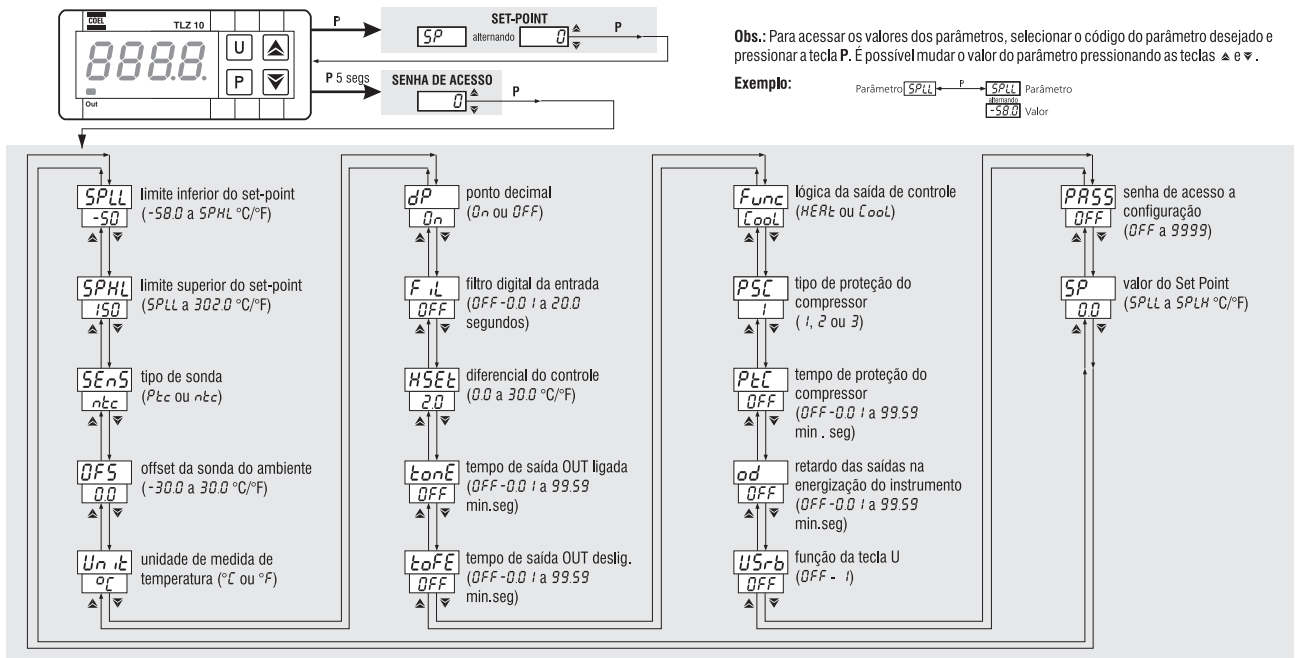 COEL
TLZ 10
8888.
U
P
Out
P
SET-POINT
SP alternando 0
P
P 5 segs
SENHA DE ACESSO
0
P
Obs.: Para acessar os valores dos parâmetros, selecionar o código do parâmetro desejado e
pressionar a tecla P. É possível mudar o valor do parâmetro pressionando as teclas e .
Exemplo:
Parâmetro SPLL P SPLL Parâmetro
alternando
-58.0 Valor
SPLL limite inferior do set-point
-50 (-58.0 a SPHL °C/°F)
SPHL limite superior do set-point
150 (SPLL a 302.0 °C/°F)
SEnS tipo de sonda
ntc (Ptc ou ntc)
OFS offset da sonda do ambiente
0.0 (-30.0 a 30.0 °C/°F)
Unit unidade de medida de
°C temperatura (°C ou °F)
dP ponto decimal
On (On ou OFF)
FiL filtro digital da entrada
OFF (OFF-0.01 a 20.0
segundos)
HSEt diferencial do controle
2.0 (0.0 a 30.0 °C/°F)
tonE tempo de saída OUT ligada
OFF (OFF-0.01 a 99.59
min.seg)
toFE tempo de saída OUT deslig.
OFF (OFF-0.01 a 99.59
min.seg)
Func lógica da saída de controle
CooL (HEAt ou CooL)
PSC tipo de proteção do
1 compressor
(1, 2 ou 3)
PtC tempo de proteção do
OFF compressor
(OFF-0.01 a 99.59
min . seg)
od retardo das saídas na
OFF energização do instrumento
(OFF-0.01 a 99.59
min.seg)
USrb função da tecla U
OFF (OFF - 1)
PASS senha de acesso a
OFF configuração
(OFF a 9999)
SP valor do Set Point
0.0 (SPLL a SPLH °C/°F)